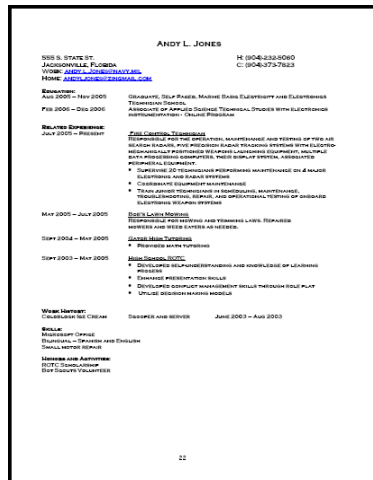 ANDY L. JONES
555 S. STATE ST. H: (904)-232-5080
JACKSONVILLE, FLORIDA C: (904)-373-7823
WORK: ANDY.L.JONES@NAVY.MIL
HOME: ANDYLJONES@ZINGMAIL.COM
EDUCATION:
AUG 2005 – NOV 2005 GRADUATE, SELF PACED, MARINE BASIC ELECTRICITY AND ELECTRONICS
TECHNICIAN SCHOOL
FEB 2006 – DEC 2006 ASSOCIATE OF APPLIED SCIENCE TECHNICAL STUDIES WITH ELECTRONICS
INSTRUMENTATION - ONLINE PROGRAM
RELATED EXPERIENCE:
JULY 2005 – PRESENT FIRE CONTROL TECHNICIAN
RESPONSIBLE FOR THE OPERATION, MAINTENANCE AND TESTING OF TWO AIR
SEARCH RADARS, FIVE PRECISION RADAR TRACKING SYSTEMS WITH ELECTRO-
MECHANICALLY POSITIONED WEAPONS LAUNCHING EQUIPMENT, MULTIPLE
DATA PROCESSING COMPUTERS, THEIR DISPLAY SYSTEM, ASSOCIATED
PERIPHERAL EQUIPMENT.
• SUPERVISE 20 TECHNICIANS PERFORMING MAINTENANCE ON 4 MAJOR
ELECTRONIC AND RADAR SYSTEMS
• COORDINATE EQUIPMENT MAINTENANCE
• TRAIN JUNIOR TECHNICIANS IN SCHEDULING, MAINTENANCE,
TROUBLESHOOTING, REPAIR, AND OPERATIONAL TESTING OF ONBOARD
ELECTRONIC WEAPON SYSTEMS
MAY 2005 – JULY 2005 BOB'S LAWN MOWING
RESPONSIBLE FOR MOWING AND TRIMMING LAWS. REPAIRED
MOWERS AND WEED EATERS AS NEEDED.
SEPT 2004 – MAY 2005 GATOR HIGH TUTORING
• PROVIDED MATH TUTORING
SEPT 2003 – MAY 2005 HIGH SCHOOL ROTC
• DEVELOPED SELF-UNDERSTANDING AND KNOWLEDGE OF LEARNING
PROCESS
• ENHANCE PRESENTATION SKILLS
• DEVELOPED CONFLICT MANAGEMENT SKILLS THROUGH ROLE PLAY
• UTILIZE DECISION MAKING MODELS
WORK HISTORY:
COLDBLOCK ICE CREAM SCOOPER AND SERVER JUNE 2003 – AUG 2003
SKILLS:
MICROSOFT OFFICE
BILINGUAL – SPANISH AND ENGLISH
SMALL MOTOR REPAIR
HONORS AND ACTIVITIES:
ROTC SCHOLARSHIP
BOY SCOUTS VOLUNTEER
22